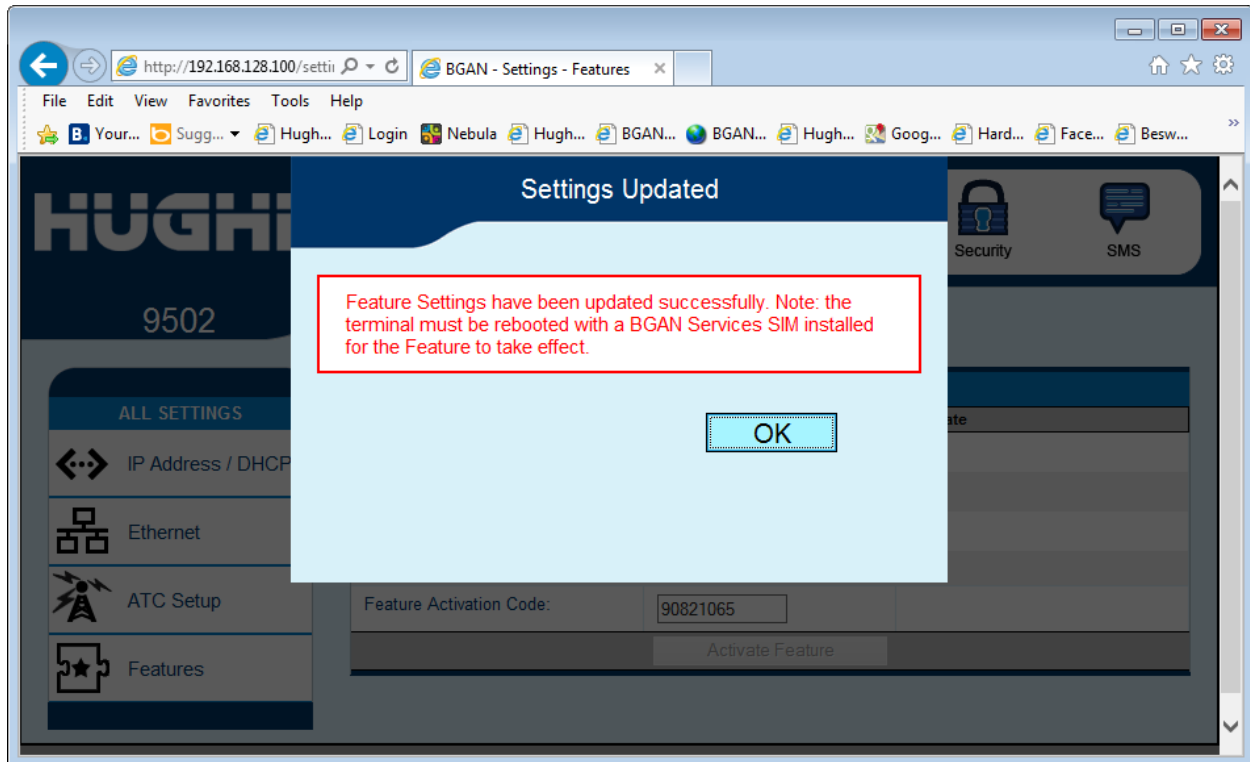 http://192.168.128.100/settii
BGAN - Settings - Features
File Edit View Favorites Tools Help
B. Your... Sugg... Hugh... Login Nebula Hugh... BGAN... BGAN... Hugh... Goog... Hard... Face... Besw...
Settings Updated
HUGH
Security
SMS
Feature Settings have been updated successfully. Note: the
terminal must be rebooted with a BGAN Services SIM installed
for the Feature to take effect.
9502
ALL SETTINGS
ate
OK
IP Address / DHCP
Ethernet
ATC Setup
Feature Activation Code: 90821065
Activate Feature
Features